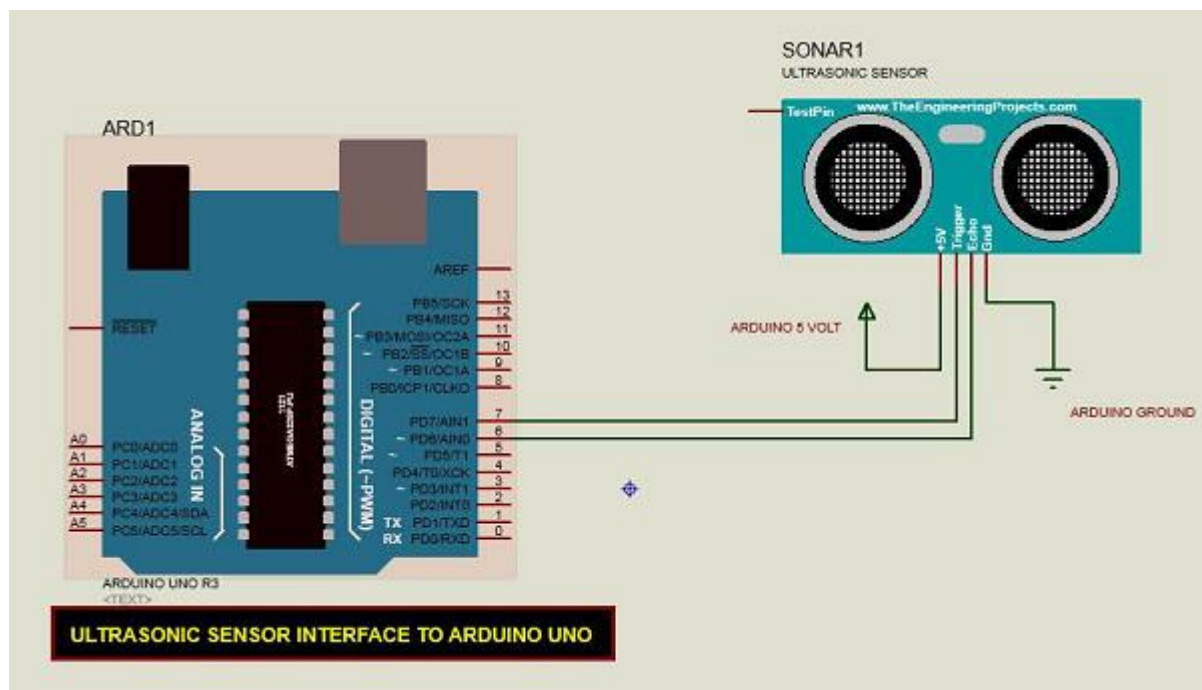 SONAR1
ULTRASONIC SENSOR
TestPin
www.TheEngineeringProjects.com
+5V
Trigger
Echo
Gnd
ARDUINO 5 VOLT
ARDUINO GROUND
ARD1
AREF
RESET
PB5/SCK 13
PB4/MISO 12
~ PB3/MOSI/OC2A 11
~ PB2/SS/OC1B 10
~ PB1/OC1A 9
PB0/ICP1/CLKO 8
PD7/AIN1 7
~ PD6/AIN0 6
~ PD5/T1 5
PD4/T0/XCK 4
~ PD3/INT1 3
PD2/INT0 2
TX PD1/TXD 1
RX PD0/RXD 0
DIGITAL (~PWM)
ANALOG IN
A0 PC0/ADC0
A1 PC1/ADC1
A2 PC2/ADC2
A3 PC3/ADC3
A4 PC4/ADC4/SDA
A5 PC5/ADC5/SCL
1121
ARDUINO UNO R3
<TEXT>
ULTRASONIC SENSOR INTERFACE TO ARDUINO UNO